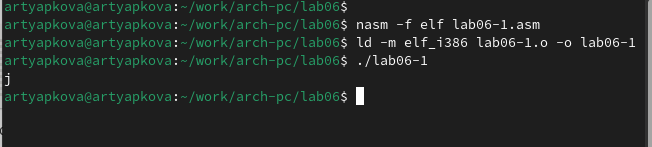 artyapkova@artyapkova:~/work/arch-pc/lab06$
artyapkova@artyapkova:~/work/arch-pc/lab06$ nasm -f elf lab06-1.asm
artyapkova@artyapkova:~/work/arch-pc/lab06$ ld -m elf_i386 lab06-1.o -o lab06-1
artyapkova@artyapkova:~/work/arch-pc/lab06$ ./lab06-1
j
artyapkova@artyapkova:~/work/arch-pc/lab06$